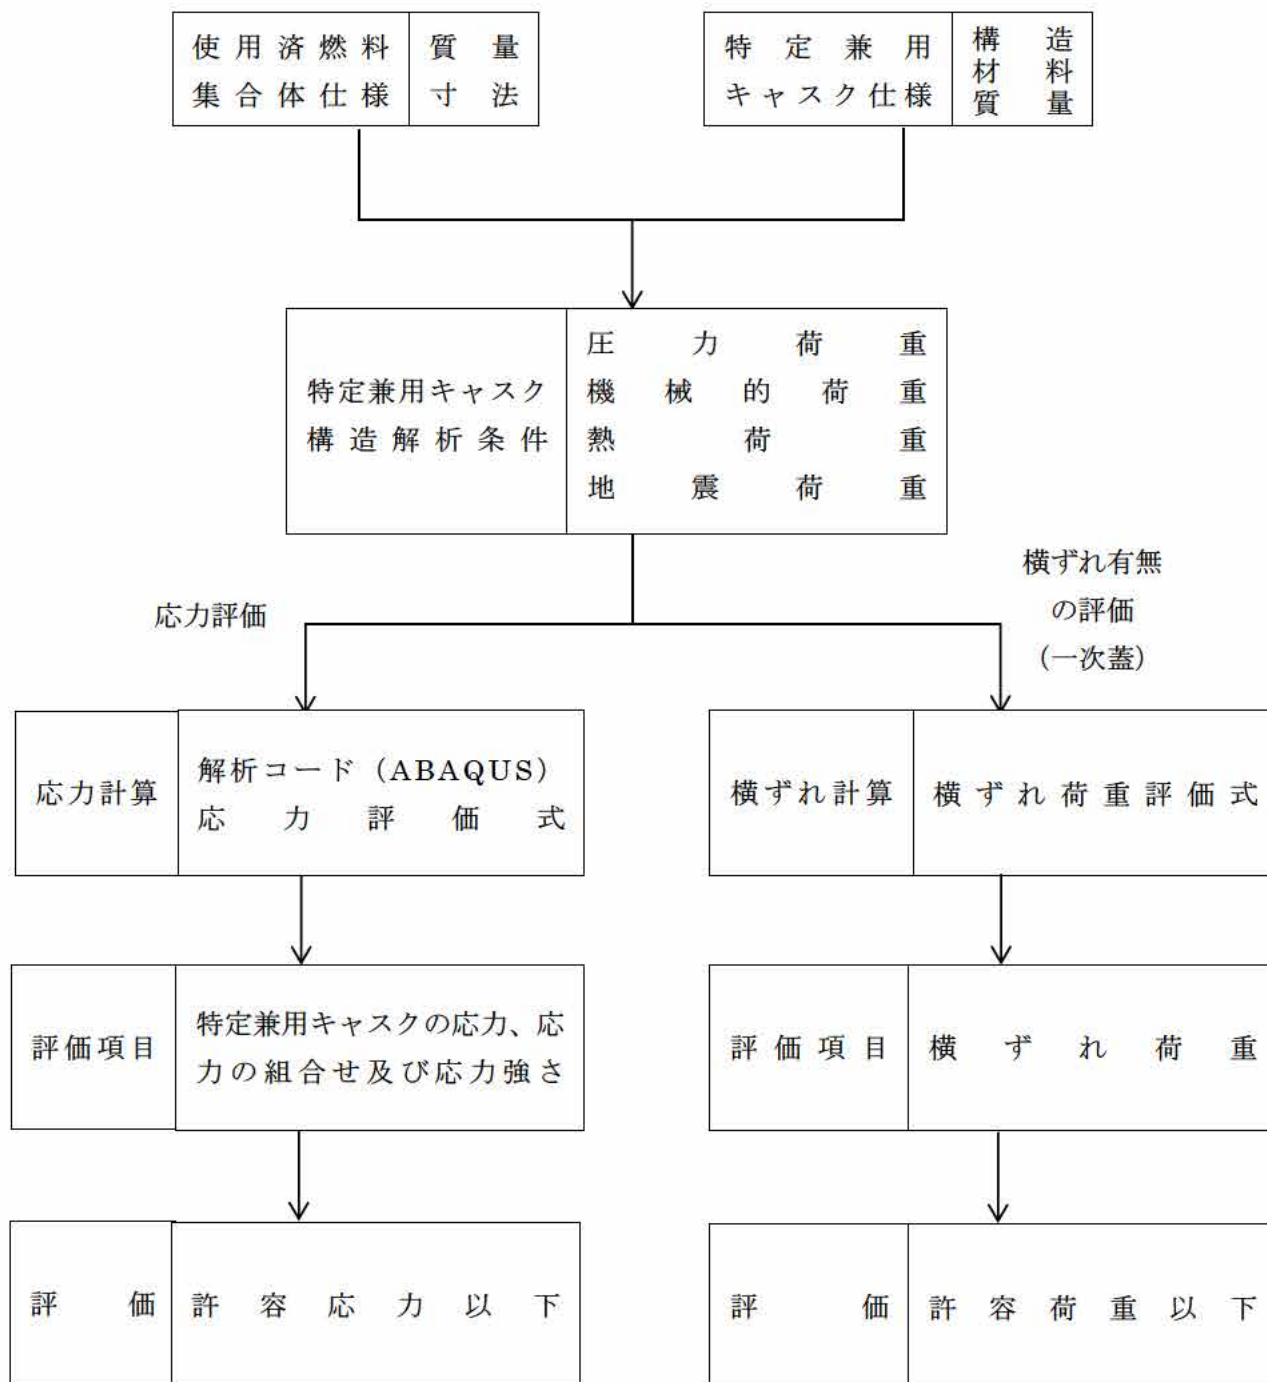 使用済燃料
集合体仕様
質量
寸法
特定兼用
キャスク仕様
構造
材料
質量
特定兼用キャスク
構造解析条件
圧力荷重
機械的荷重
熱荷重
地震荷重
応力評価
横ずれ有無
の評価
（一次蓋）
応力計算
解析コード（ABAQUS）
応力評価式
横ずれ計算
横ずれ荷重評価式
評価項目
特定兼用キャスクの応力、応
力の組合せ及び応力強さ
評価項目
横ずれ荷重
評価
許容応力以下
評価
許容荷重以下